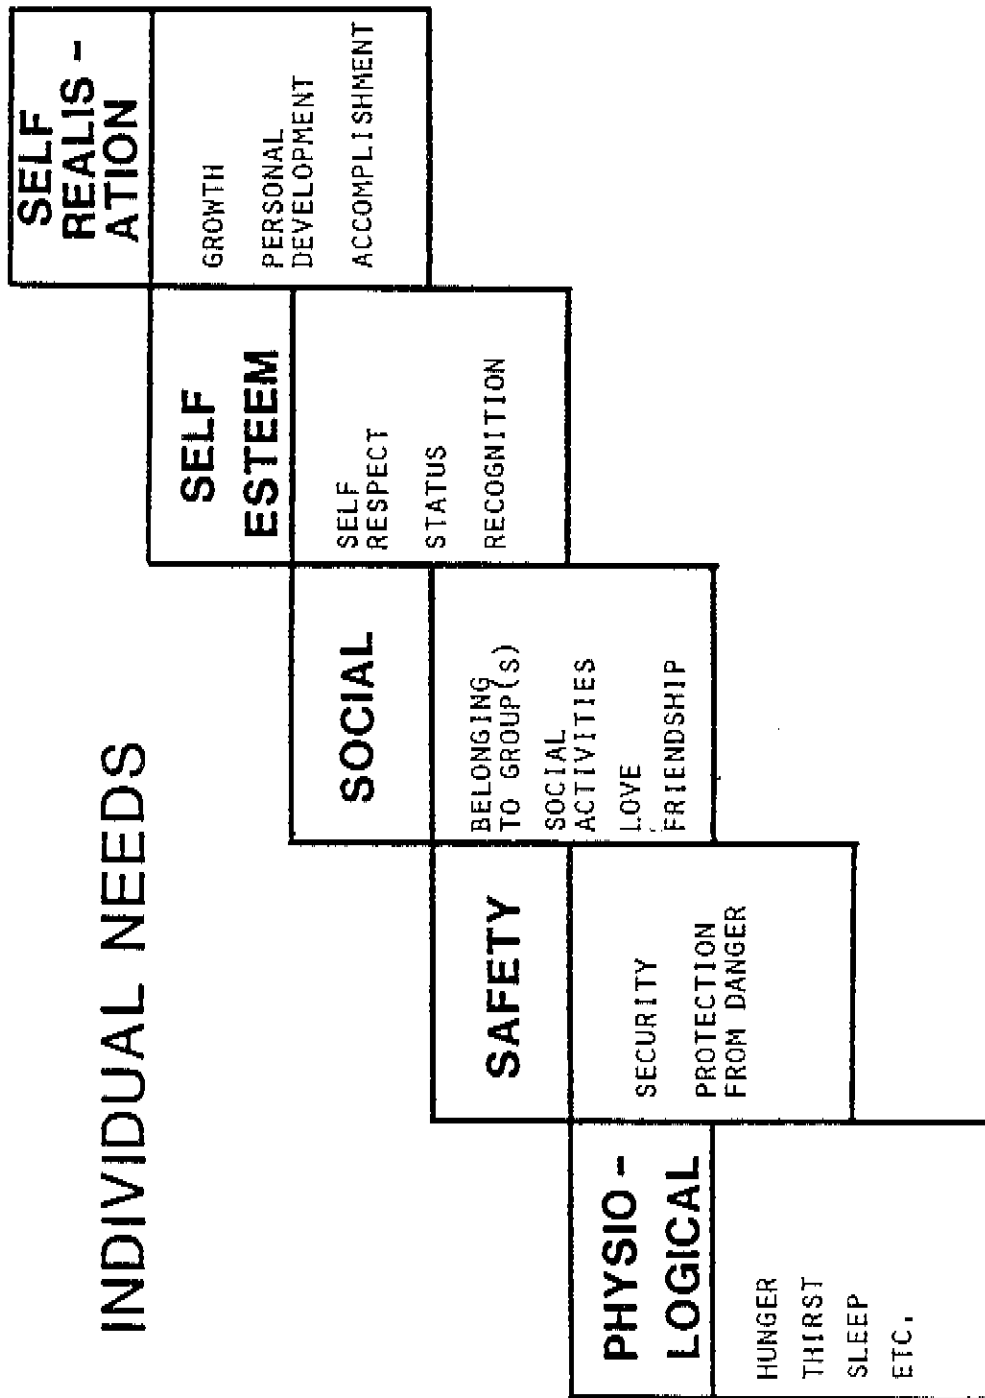 INDIVIDUAL NEEDS
PHYSIO -
LOGICAL
HUNGER
THIRST
SLEEP
ETC.
SAFETY
SECURITY
PROTECTION
FROM DANGER
SOCIAL
BELONGING
TO GROUP(S)
SOCIAL
ACTIVITIES
LOVE
FRIENDSHIP
SELF
ESTEEM
SELF
RESPECT
STATUS
RECOGNITION
SELF
REALIS -
ATION
GROWTH
PERSONAL
DEVELOPMENT
ACCOMPLISHMENT